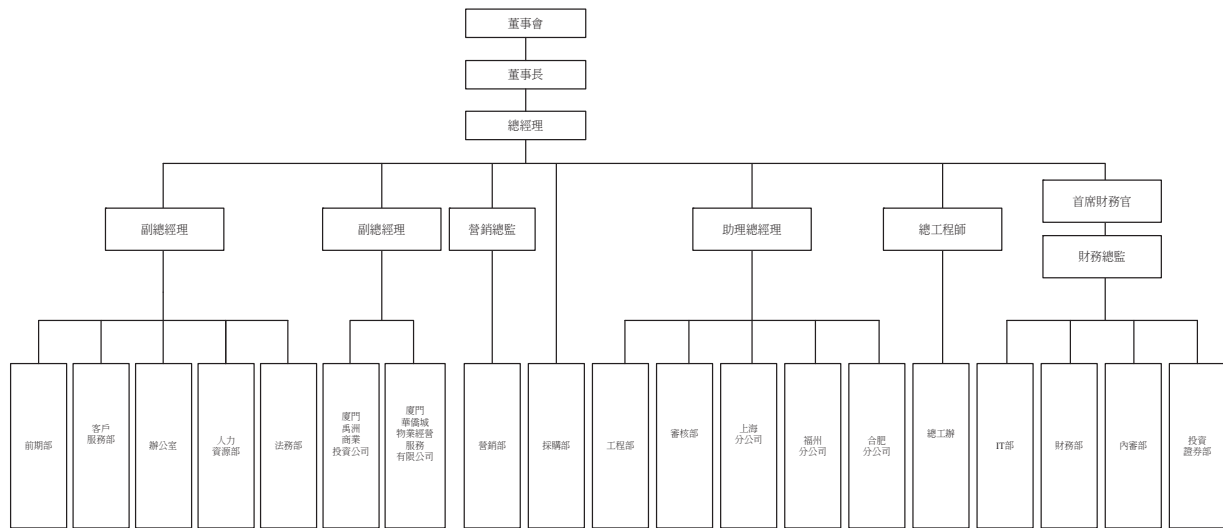 董事會
董事長
總經理
副總經理
副總經理
营銷總監
助理總經理
總工程師
首席財務官
財務總監
前期部
客戶
服務部
辦公室
人力
資源部
法務部
廈門
禹洲
商業
投資公司
廈門
華僑城
物業經營
服務
有限公司
营銷部
採購部
工程部
審核部
上海
分公司
福州
分公司
合肥
分公司
總工辦
IT部
財務部
內審部
投資
證券部